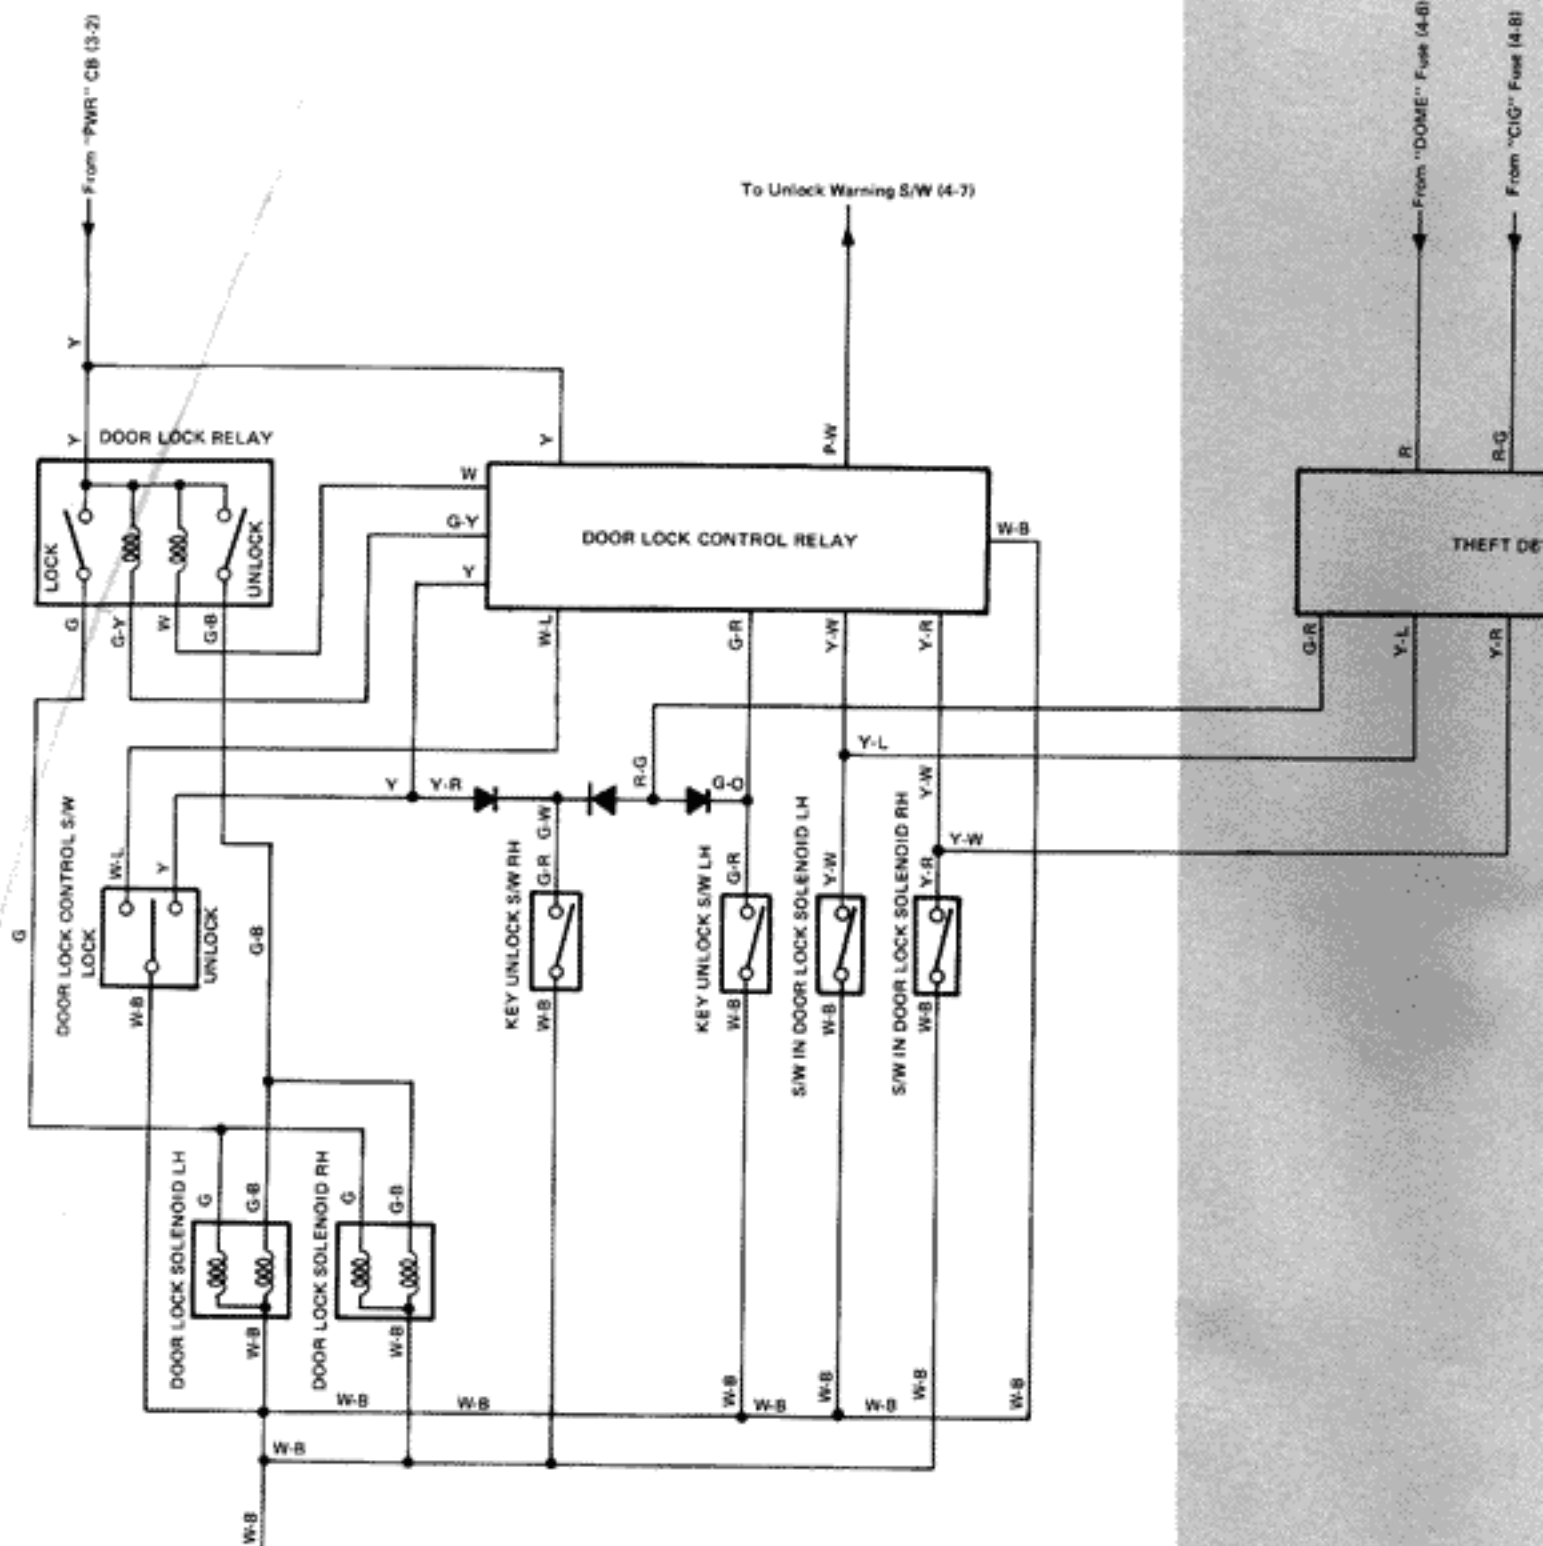 From "PWR" CB (3-2)
From "DOME" Fuse (4-8)
From "CIG" Fuse (4-8)
To Unlock Warning S/W (4-7)
Y
Y
DOOR LOCK RELAY
Y
P-W
R
R-G
W
G-Y
Y
DOOR LOCK CONTROL RELAY
W-B
THEFT DE
LOCK
UNLOCK
G
G-Y
W
G-B
W-L
G-R
Y-W
Y-R
G-R
Y-L
Y-R
Y-L
Y
Y-R
R-G
G-O
Y-W
G-W
Y-W
DOOR LOCK CONTROL S/W
W-L
Y
LOCK
UNLOCK
W-B
G
G-B
KEY UNLOCK S/W RH
G-R
W-B
KEY UNLOCK S/W LH
G-R
W-B
S/W IN DOOR LOCK SOLENOID LH
Y-W
W-B
S/W IN DOOR LOCK SOLENOID RH
Y-R
W-B
DOOR LOCK SOLENOID LH
G
G-B
W-B
DOOR LOCK SOLENOID RH
G
G-B
W-B
W-B
W-B
W-B
W-B
W-B
W-B
W-B
W-B
W-B
W-B